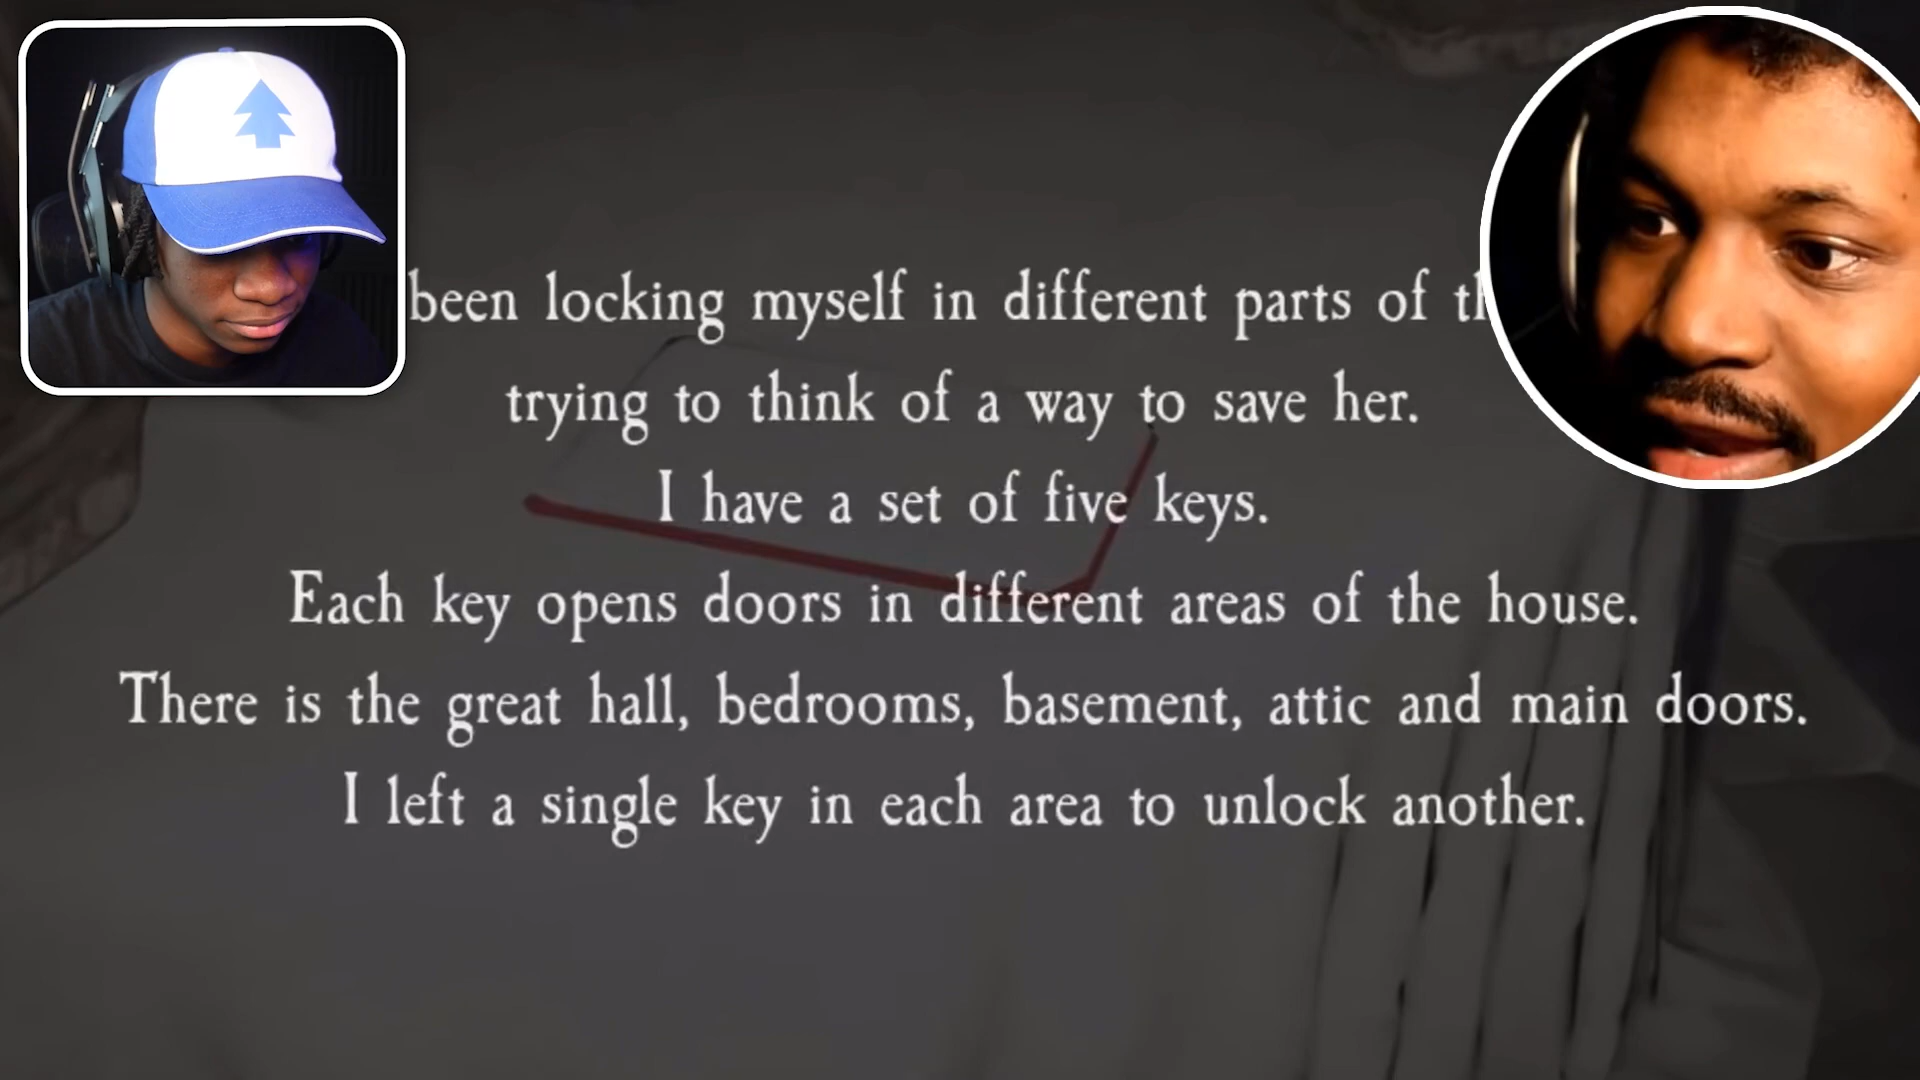 been locking myself in different parts of
trying to think of a way to save her.
I have a set of five keys.
Each key opens doors in different areas of the house.
There is the great hall, bedrooms, basement, attic and main doors.
I left a single key in each area to unlock another.